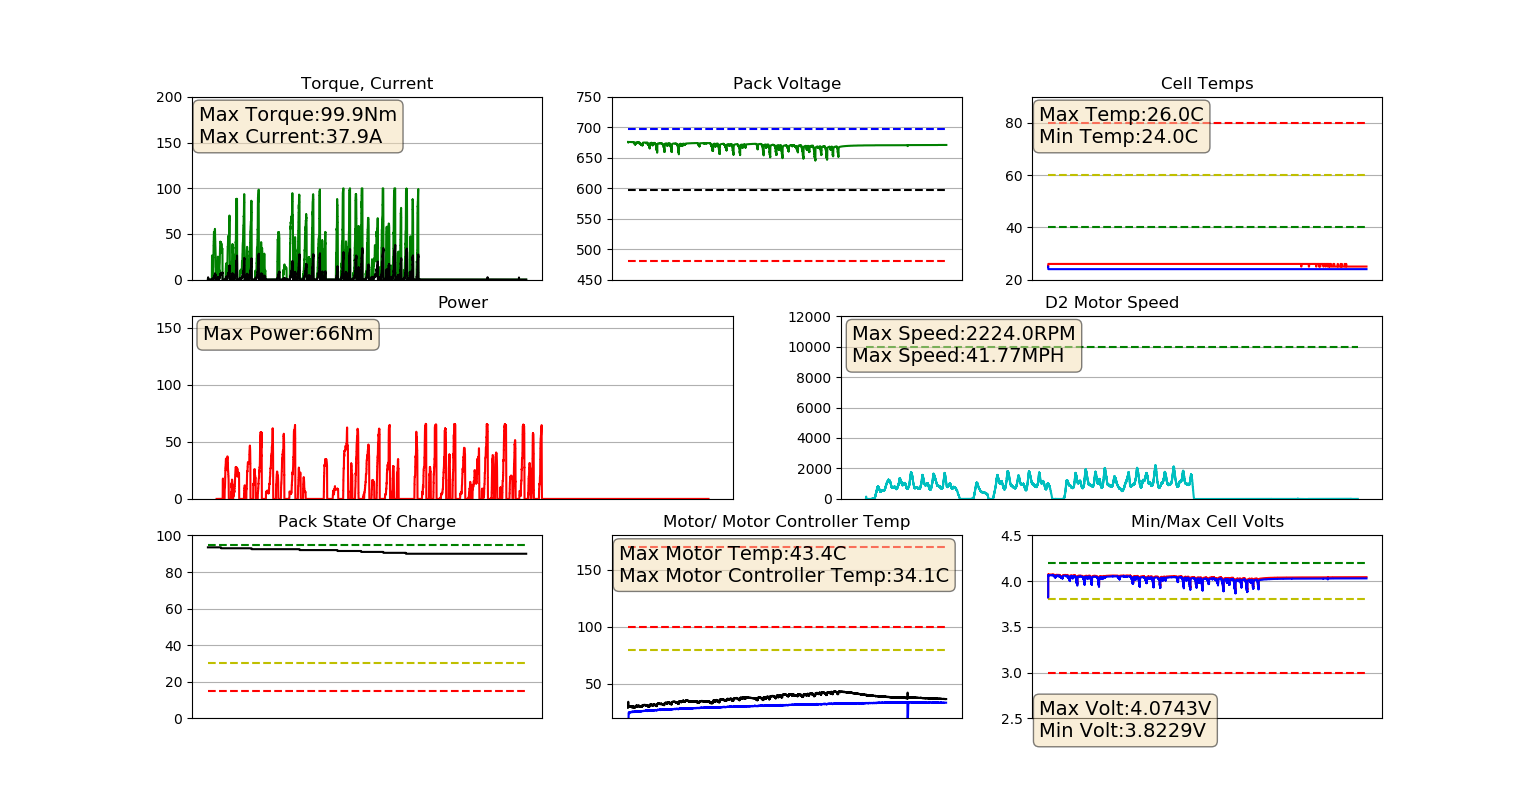 Torque, Current
200
150
100
50
0
Max Torque:99.9Nm
Max Current:37.9A
Pack Voltage
750
700
650
600
550
500
450
Cell Temps
80
60
40
20
Max Temp:26.0C
Min Temp:24.0C
Power
150
100
50
0
Max Power:66Nm
D2 Motor Speed
12000
10000
8000
6000
4000
2000
0
Max Speed:2224.0RPM
Max Speed:41.77MPH
Pack State Of Charge
100
80
60
40
20
0
Motor/ Motor Controller Temp
150
100
50
Max Motor Temp:43.4C
Max Motor Controller Temp:34.1C
Min/Max Cell Volts
4.5
4.0
3.5
3.0
2.5
Max Volt:4.0743V
Min Volt:3.8229V